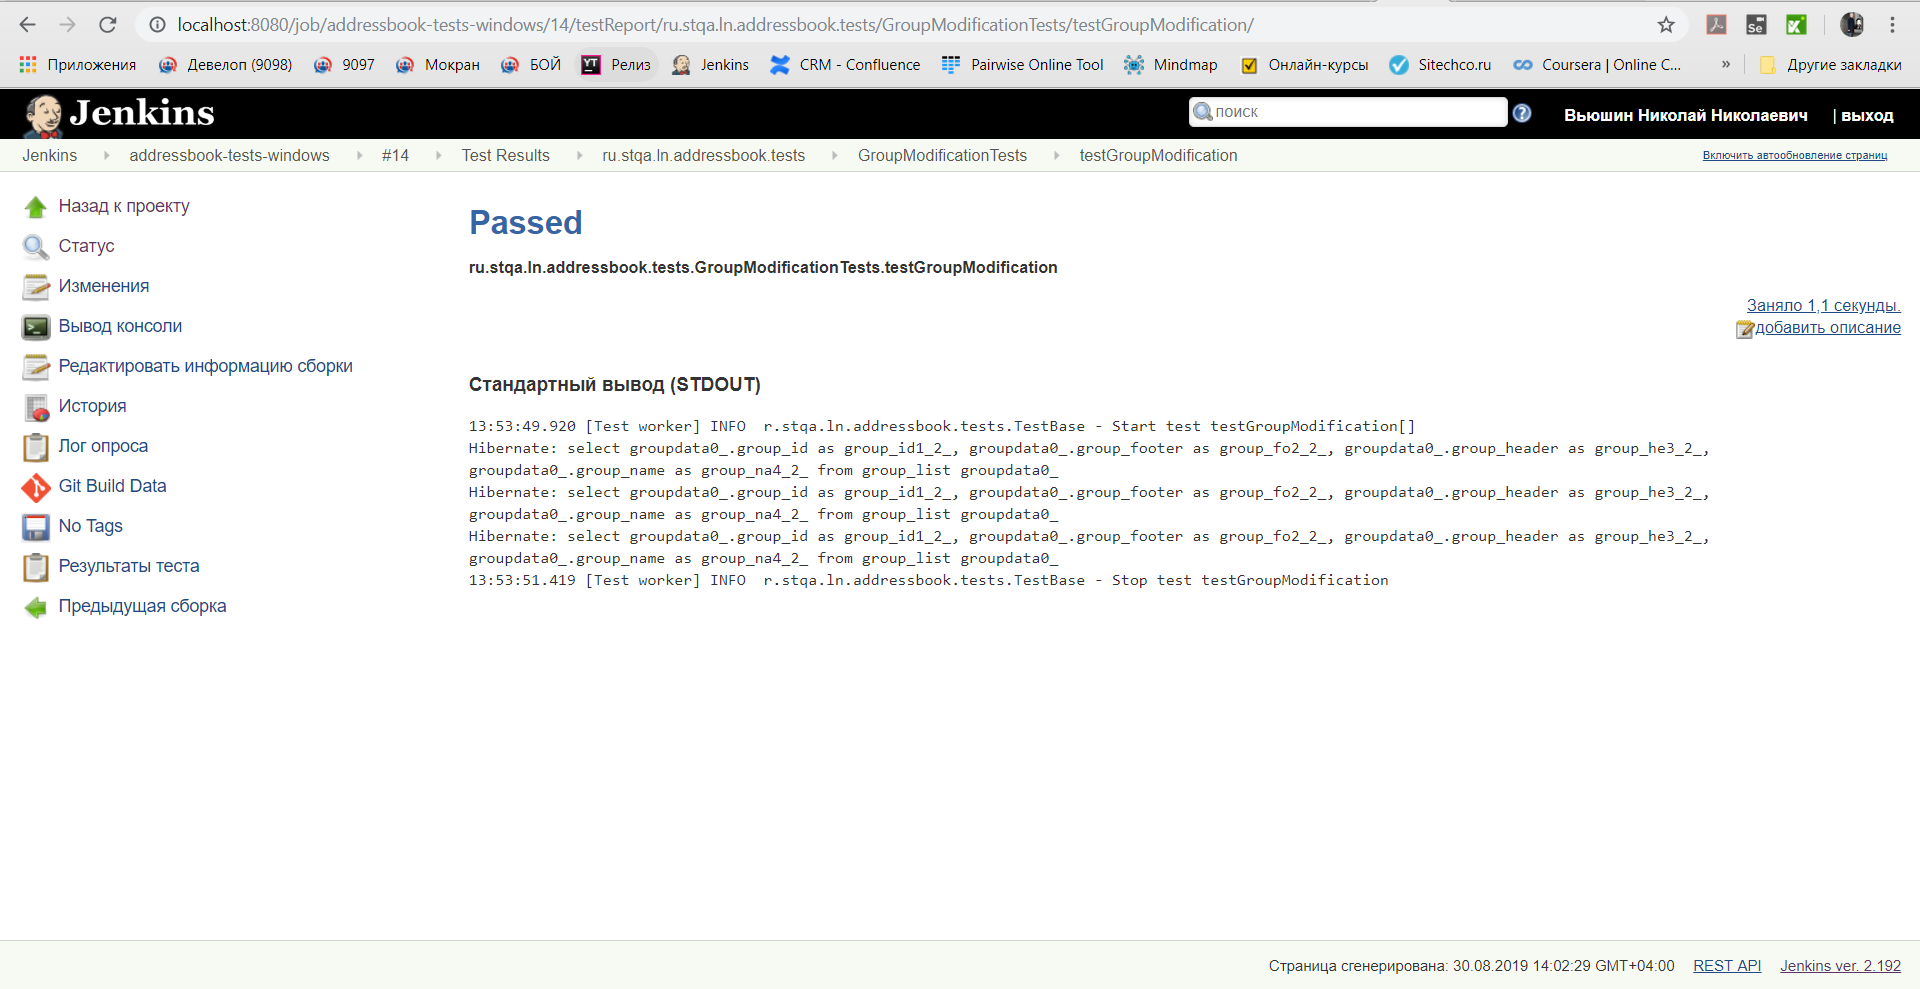 localhost:8080/job/addressbook-tests-windows/14/testReport/ru.stqa.ln.addressbook.tests/GroupModificationTests/testGroupModification/
Приложения Девелоп (9098) 9097 Мокран БОЙ Релиз Jenkins CRM - Confluence Pairwise Online Tool Mindmap Онлайн-курсы Sitechco.ru Coursera | Online C... » Другие закладки
Jenkins поиск Вьюшин Николай Николаевич | выход
Jenkins addressbook-tests-windows #14 Test Results ru.stqa.ln.addressbook.tests GroupModificationTests testGroupModification Включить автообновление страниц
Назад к проекту
Статус
Изменения
Вывод консоли
Редактировать информацию сборки
История
Лог опроса
Git Build Data
No Tags
Результаты теста
Предыдущая сборка
Passed
ru.stqa.ln.addressbook.tests.GroupModificationTests.testGroupModification
Заняло 1,1 секунды.
добавить описание
Стандартный вывод (STDOUT)
13:53:49.920 [Test worker] INFO  r.stqa.ln.addressbook.tests.TestBase - Start test testGroupModification[]
Hibernate: select groupdata0_.group_id as group_id1_2_, groupdata0_.group_footer as group_fo2_2_, groupdata0_.group_header as group_he3_2_,
groupdata0_.group_name as group_na4_2_ from group_list groupdata0_
Hibernate: select groupdata0_.group_id as group_id1_2_, groupdata0_.group_footer as group_fo2_2_, groupdata0_.group_header as group_he3_2_,
groupdata0_.group_name as group_na4_2_ from group_list groupdata0_
Hibernate: select groupdata0_.group_id as group_id1_2_, groupdata0_.group_footer as group_fo2_2_, groupdata0_.group_header as group_he3_2_,
groupdata0_.group_name as group_na4_2_ from group_list groupdata0_
13:53:51.419 [Test worker] INFO  r.stqa.ln.addressbook.tests.TestBase - Stop test testGroupModification
Страница сгенерирована: 30.08.2019 14:02:29 GMT+04:00 REST API Jenkins ver. 2.192